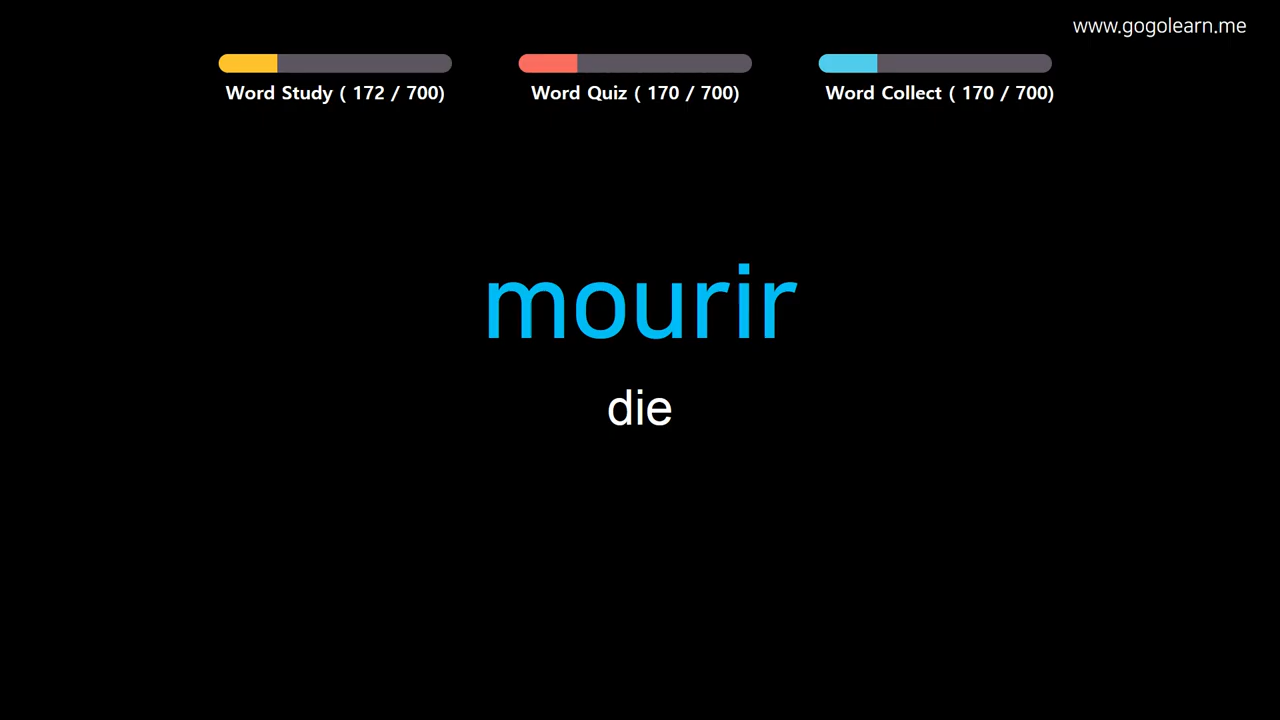 www.gogolearn.me
Word Study ( 172 / 700)
Word Quiz ( 170 / 700)
Word Collect ( 170 / 700)
mourir
die